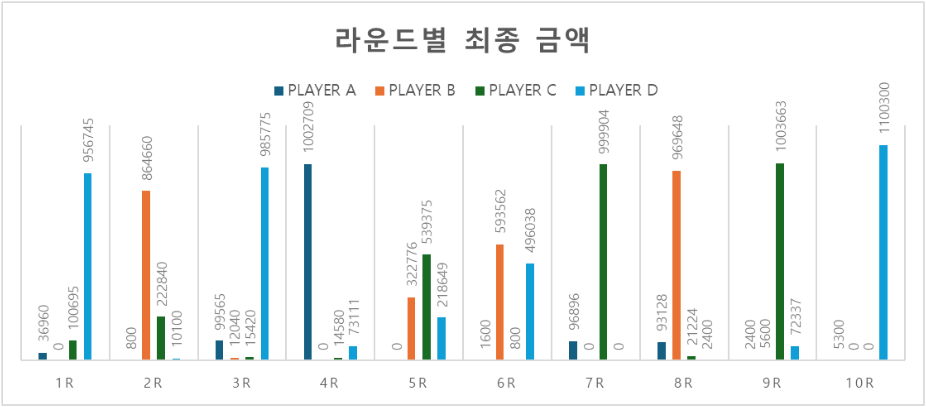 라운드별 최종 금액
PLAYER A PLAYER B PLAYER C PLAYER D
36960 0 100695 956745
800 864660 222840 10100
99565 12040 15420 985775
1002709 0 14580 73111
0 322776 539375 218649
1600 593562 800 496038
96896 0 999904 0
93128 969648 21224 2400
2400 5600 1003663 72337
5300 0 0 1100300
1R 2R 3R 4R 5R 6R 7R 8R 9R 10R